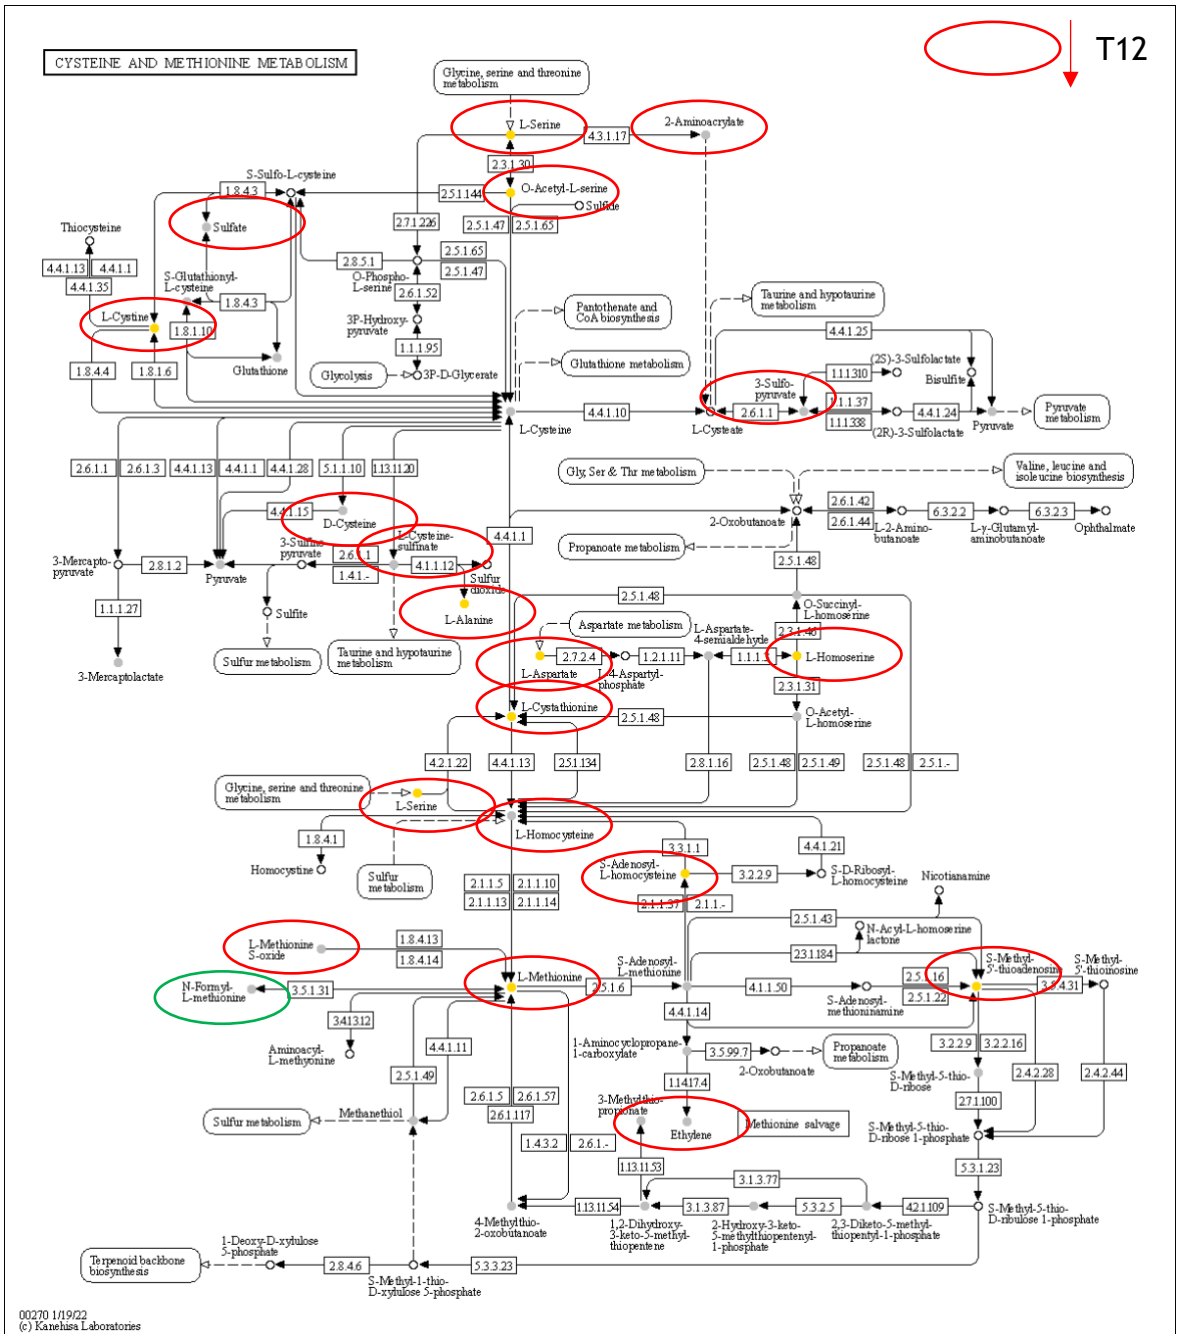 T12
CYSTEINE AND METHIONINE METABOLISM
Glycine, serine and threonine
metabolism
L-Serine
4.3.1.17
2-Aminoacrylate
2.3.1.30
S-Sulfo-L-cysteine
1.8.4.3
2.5.1.144
O-Acetyl-L-serine
Sulfide
Sulfate
2.7.1.226
2.5.1.47
2.5.1.65
Thiocysteine
4.4.1.13
4.4.1.1
4.4.1.35
S-Glutathionyl-
L-cysteine
1.8.4.3
2.8.5.1
O-Phospho-
L-serine
2.5.1.65
2.5.1.47
2.6.1.52
L-Cystine
1.8.1.10
Glutathione
3P-Hydroxy-
pyruvate
1.1.1.95
Pantothenate and
CoA biosynthesis
Taurine and hypotaurine
metabolism
4.4.1.25
1.8.4.4
1.8.1.6
Glycolysis
3P-D-Glycerate
Glutathione metabolism
(2S)-3-Sulfolactate
1.1.1.310
Bisulfite
3-Sulfo-
pyruvate
L-Cysteine
4.4.1.10
L-Cysteate
2.6.1.1
1.1.1.37
1.1.1.338
(2R)-3-Sulfolactate
4.4.1.24
Pyruvate
Pyruvate
metabolism
2.6.1.1
2.6.1.3
4.4.1.13
4.4.1.1
4.4.1.28
5.1.1.10
1.13.11.20
Gly, Ser & Thr metabolism
Valine, leucine and
isoleucine biosynthesis
4.4.1.15
D-Cysteine
4.4.1.1
2-Oxobutanoate
2.6.1.42
2.6.1.44
L-2-Amino-
butanoate
6.3.2.2
L-γ-Glutamyl-
aminobutanoate
6.3.2.3
Ophthalmate
3-Mercapto-
pyruvate
2.8.1.2
Pyruvate
3-Sulfino-
pyruvate
1.4.1.-
L-Cysteine-
sulfinate
4.1.1.12
Sulfur
dioxide
Propanoate metabolism
2.5.1.48
1.1.1.27
Sulfite
L-Alanine
2.5.1.48
O-Succinyl-
L-homoserine
2.3.1.46
Sulfur metabolism
Taurine and hypotaurine
metabolism
Aspartate metabolism
L-Aspartate-
4-semialdehyde
3-Mercaptolactate
L-Aspartate
2.7.2.4
L-4-Aspartyl-
phosphate
1.2.1.11
1.1.1.3
L-Homoserine
2.3.1.31
L-Cystathionine
2.5.1.48
O-Acetyl-
L-homoserine
4.2.1.22
4.4.1.13
2.5.1.134
2.8.1.16
2.5.1.48
2.5.1.49
2.5.1.48
2.5.1.-
Glycine, serine and threonine
metabolism
L-Serine
L-Homocysteine
1.8.4.1
Homocystine
Sulfur
metabolism
3.3.1.1
4.4.1.21
S-Adenosyl-
L-homocysteine
3.2.2.9
S-D-Ribosyl-
L-homocysteine
Nicotianamine
2.1.1.5
2.1.1.10
2.1.1.13
2.1.1.14
2.1.1.37
2.1.1.-
2.5.1.43
N-Acyl-L-homoserine
lactone
L-Methionine
S-oxide
1.8.4.13
1.8.4.14
2.3.1.184
S-Adenosyl-
L-methionine
S-Methyl-
5'-thioadenosine
S-Methyl-
5'-thioinosine
N-Formyl-
L-methionine
3.5.1.31
L-Methionine
2.5.1.6
4.1.1.50
S-Adenosyl-
methioninamine
2.5.1.16
2.5.1.22
3.5.4.31
3.4.13.12
Aminoacyl-
L-methyonine
4.4.1.11
4.4.1.14
1-Aminocyclopropane-
1-carboxylate
3.5.99.7
2-Oxobutanoate
Propanoate
metabolism
3.2.2.9
3.2.2.16
S-Methyl-5-thio-
D-ribose
2.4.2.28
2.4.2.44
2.5.1.49
1.14.17.4
2.7.1.100
2.6.1.5
2.6.1.57
2.6.1.117
Sulfur metabolism
Methanethiol
3-Methylthio-
propionate
Ethylene
Methionine salvage
S-Methyl-5-thio-
D-ribose 1-phosphate
1.4.3.2
2.6.1.-
1.13.11.53
5.3.1.23
3.1.3.77
4-Methylthio-
2-oxobutanoate
1.13.11.54
1,2-Dihydroxy-
3-keto-5-methyl-
thiopentene
3.1.3.87
2-Hydroxy-3-keto-
5-methylthiopentenyl-
1-phosphate
5.3.2.5
2,3-Diketo-5-methyl-
thiopentyl-1-phosphate
4.2.1.109
S-Methyl-5-thio-
D-ribulose 1-phosphate
Terpenoid backbone
biosynthesis
1-Deoxy-D-xylulose
5-phosphate
2.8.4.6
S-Methyl-1-thio-
D-xylulose 5-phosphate
5.3.3.23
00270 1/19/22
(c) Kanehisa Laboratories